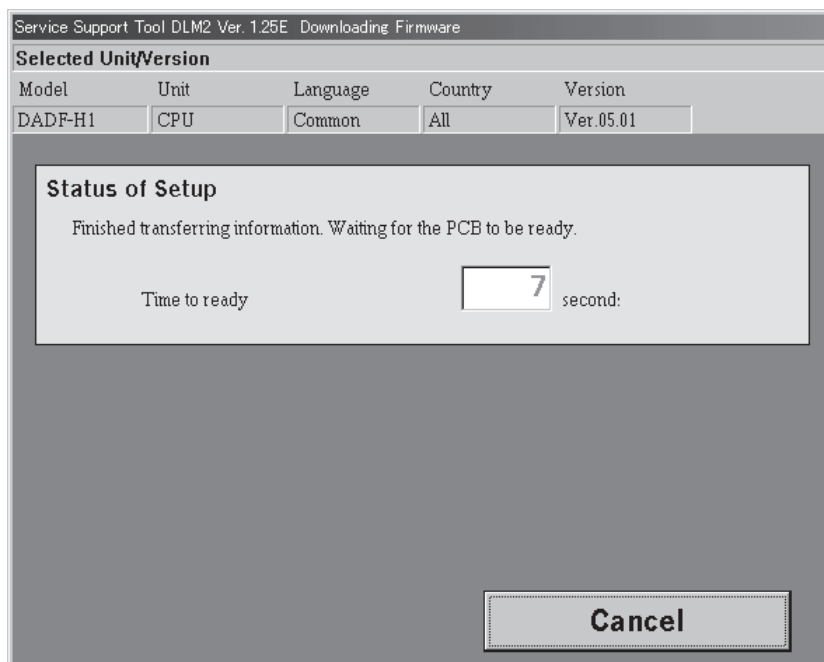 Service Support Tool DLM2 Ver. 1.25E Downloading Firmware
Selected Unit/Version
Model Unit Language Country Version
DADF-H1 CPU Common All Ver.05.01
Status of Setup
Finished transferring information. Waiting for the PCB to be ready.
Time to ready 7 second:
Cancel